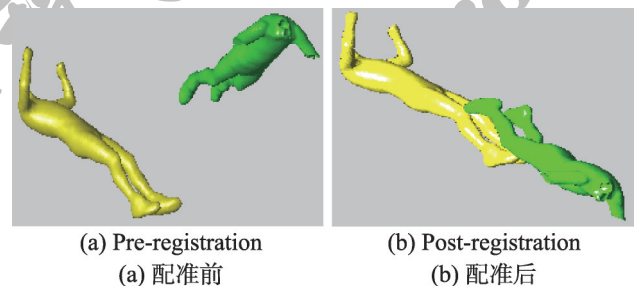 (a) Pre-registration
(b) Post-registration
(a) 配准前
(b) 配准后